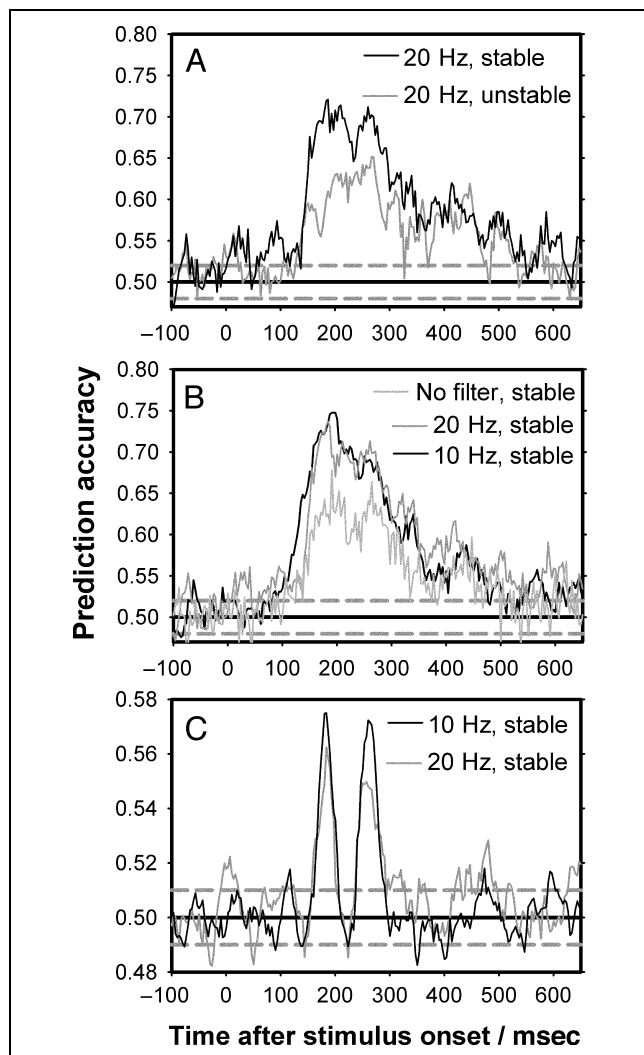 Prediction accuracy
A
20 Hz, stable
20 Hz, unstable
0.80
0.75
0.70
0.65
0.60
0.55
0.50
–100 0 100 200 300 400 500 600
B
No filter, stable
20 Hz, stable
10 Hz, stable
0.80
0.75
0.70
0.65
0.60
0.55
0.50
–100 0 100 200 300 400 500 600
C
10 Hz, stable
20 Hz, stable
0.58
0.56
0.54
0.52
0.50
0.48
–100 0 100 200 300 400 500 600
Time after stimulus onset / msec